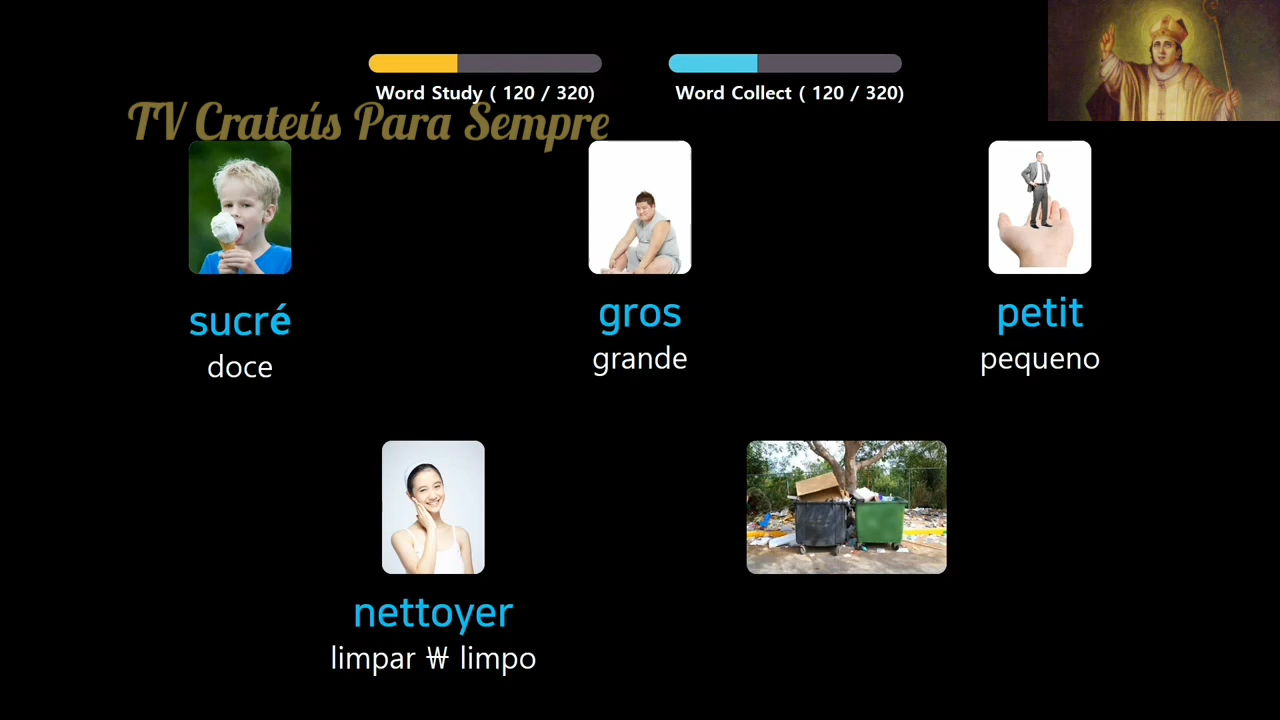 Word Study ( 120 / 320)
Word Collect ( 120 / 320)
TV Crateús Para Sempre
sucré
doce
gros
grande
petit
pequeno
nettoyer
limpar ₩ limpo